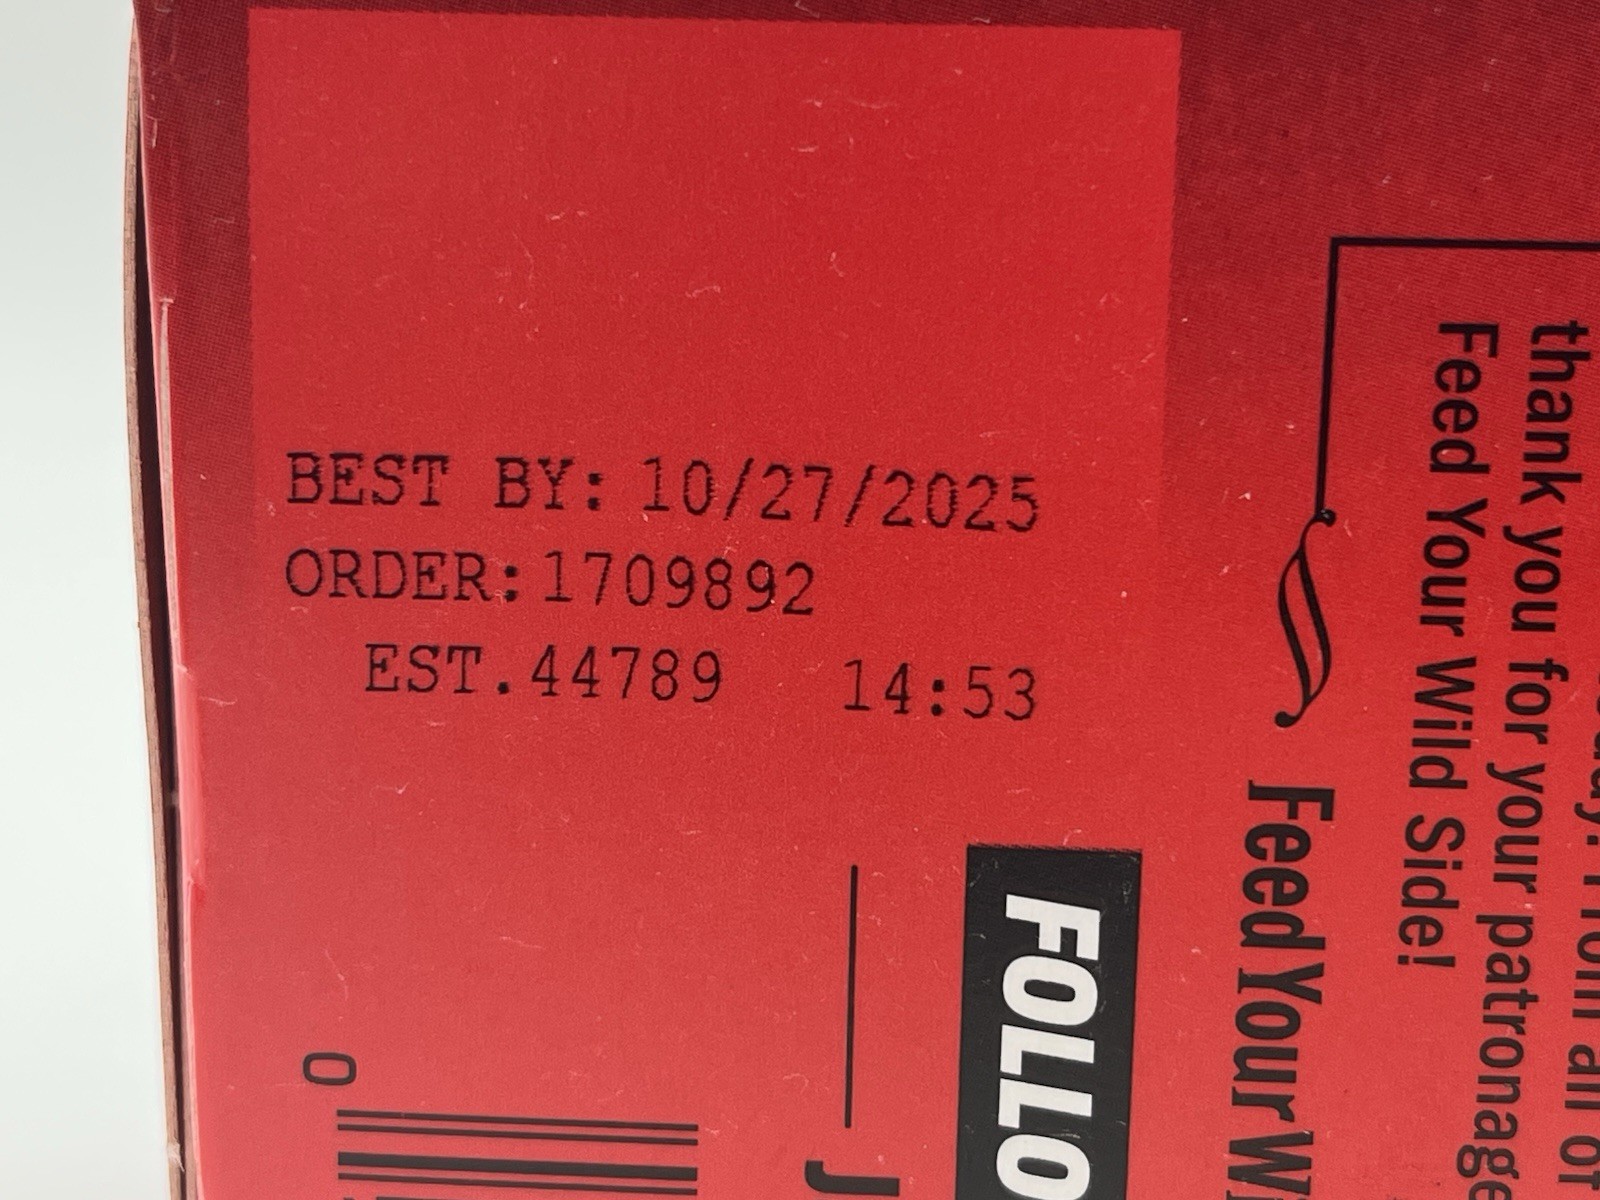 BEST BY: 10/27/2025
ORDER:1709892
EST.44789 14:53
thank you for your patronage
Feed Your Wild Side!
Feed Your
FOLLO
0
J